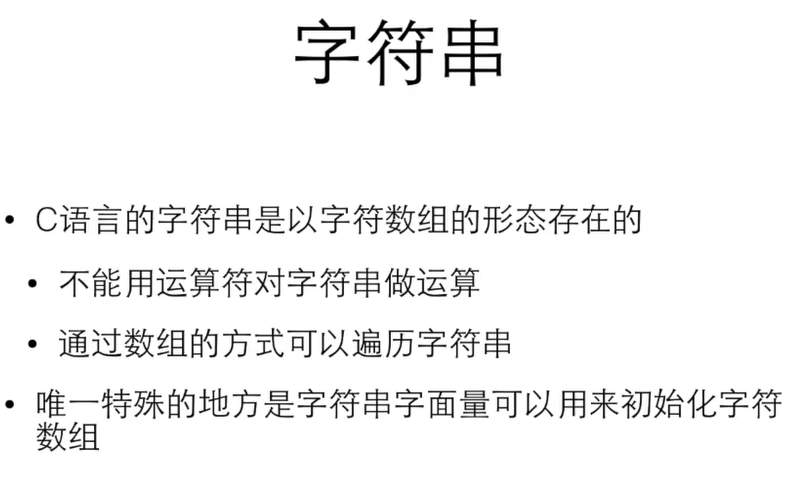 字符串
• C语言的字符串是以字符数组的形态存在的
• 不能用运算符对字符串做运算
• 通过数组的方式可以遍历字符串
• 唯一特殊的地方是字符串字面量可以用来初始化字符
数组